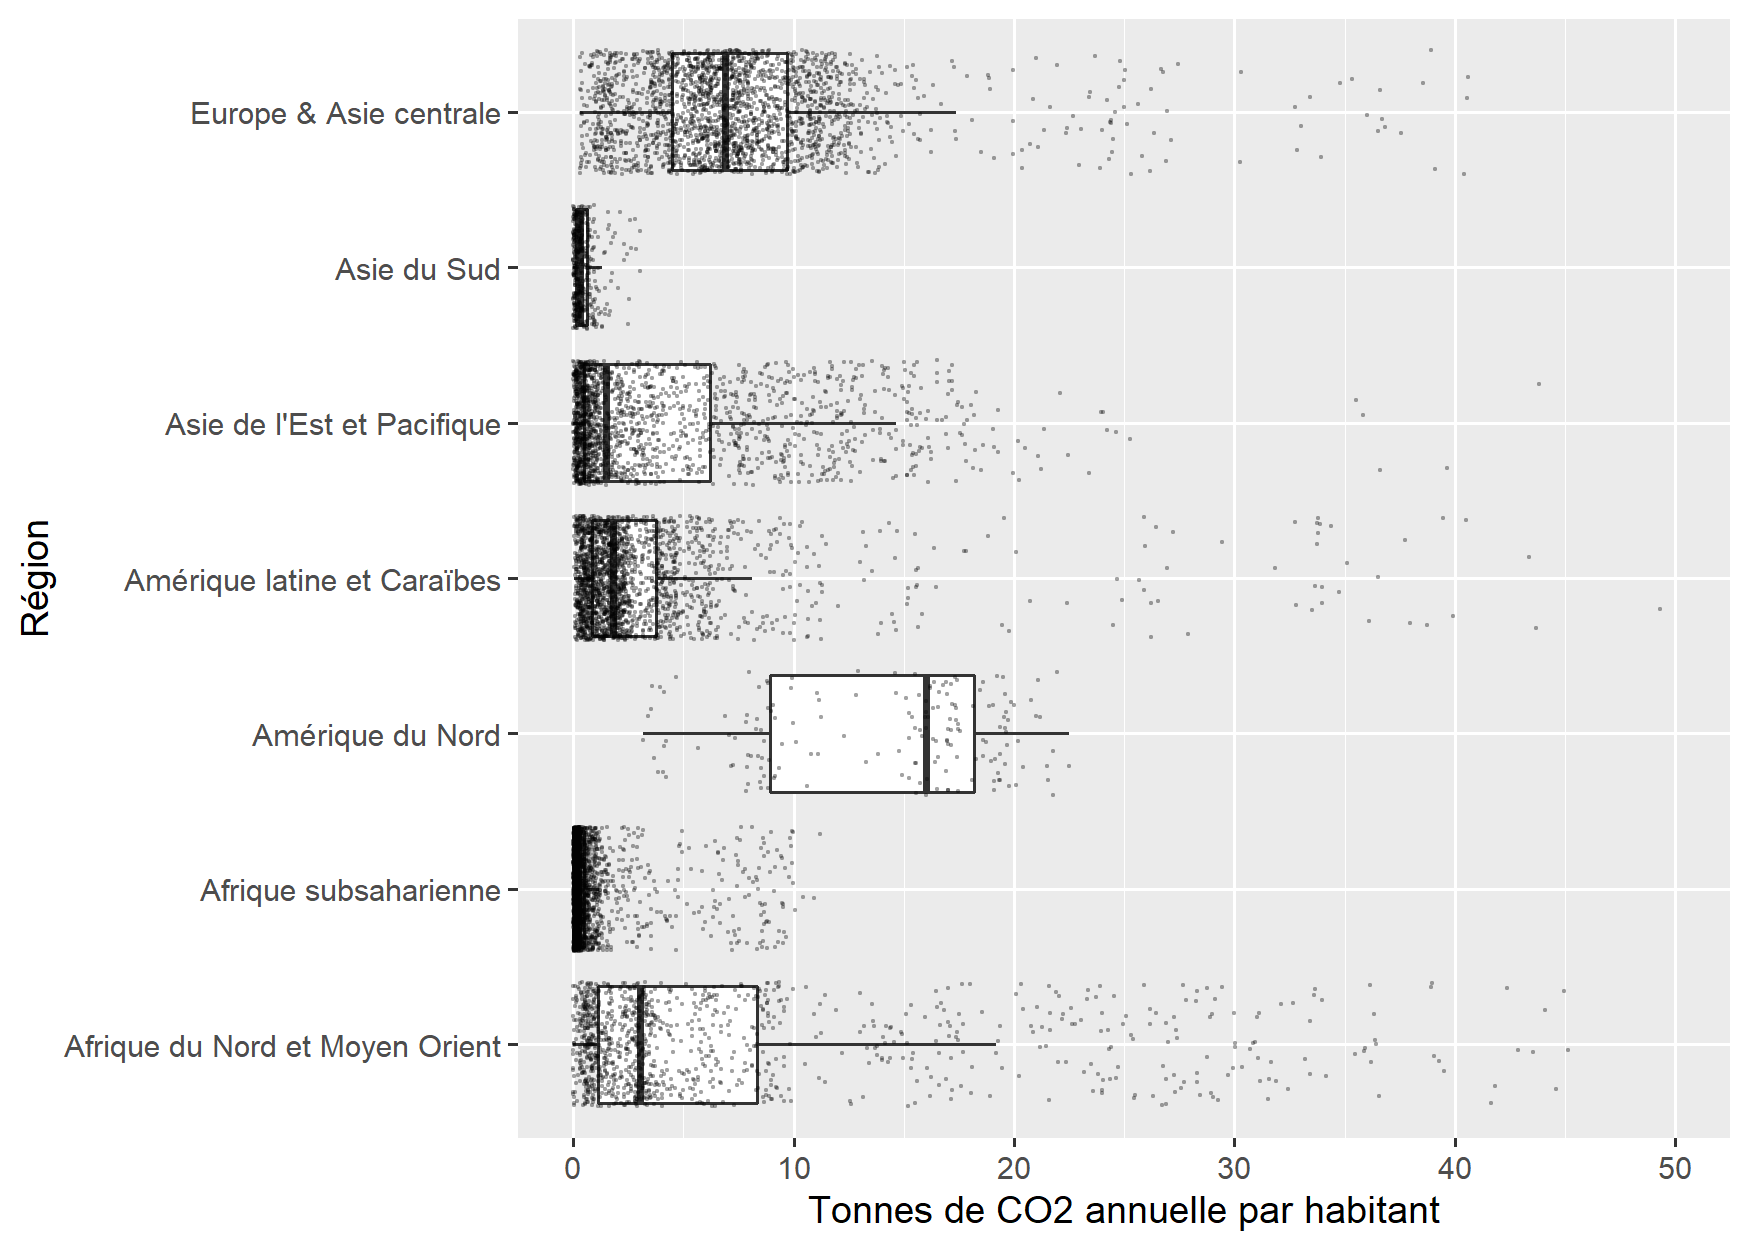 Région
Europe & Asie centrale
Asie du Sud
Asie de l'Est et Pacifique
Amérique latine et Caraïbes
Amérique du Nord
Afrique subsaharienne
Afrique du Nord et Moyen Orient
0 10 20 30 40 50
Tonnes de CO2 annuelle par habitant